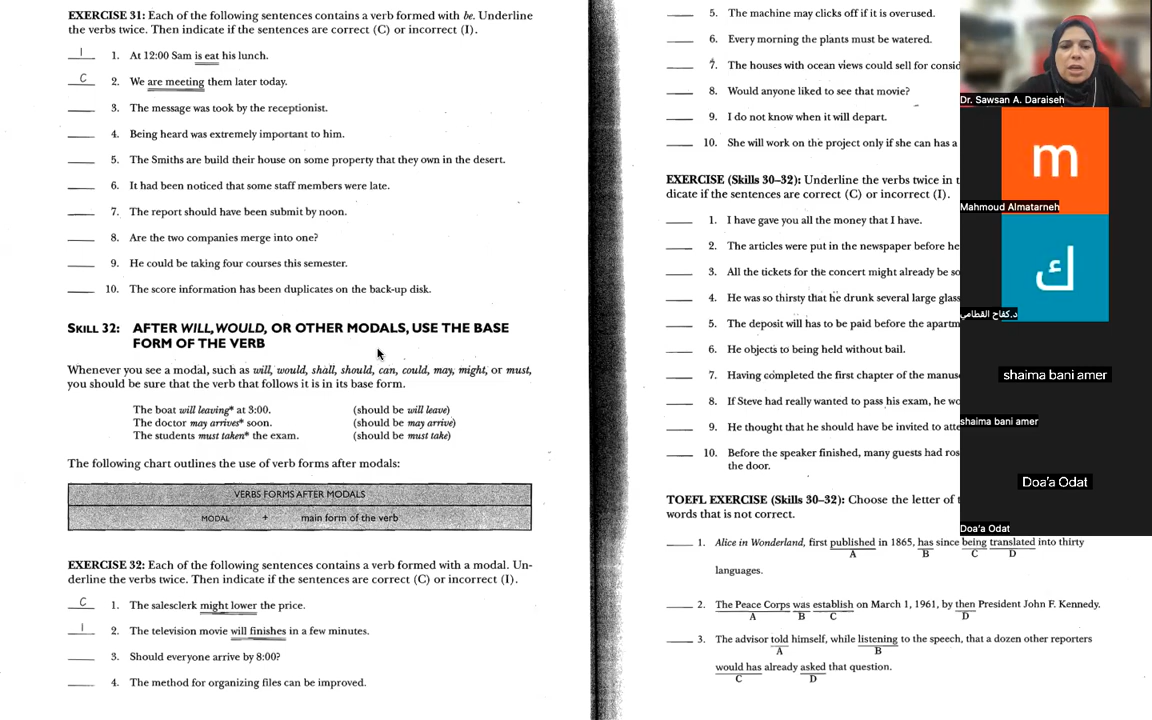 EXERCISE 31: Each of the following sentences contains a verb formed with be. Underline
the verbs twice. Then indicate if the sentences are correct (C) or incorrect (I).
I 1. At 12:00 Sam is eat his lunch.
C 2. We are meeting them later today.
3. The message was took by the receptionist.
4. Being heard was extremely important to him.
5. The Smiths are build their house on some property that they own in the desert.
6. It had been noticed that some staff members were late.
7. The report should have been submit by noon.
8. Are the two companies merge into one?
9. He could be taking four courses this semester.
10. The score information has been duplicates on the back-up disk.
SKILL 32: AFTER WILL, WOULD, OR OTHER MODALS, USE THE BASE
FORM OF THE VERB
Whenever you see a modal, such as will, would, shall, should, can, could, may, might, or must,
you should be sure that the verb that follows it is in its base form.
The boat will leaving* at 3:00. (should be will leave)
The doctor may arrives* soon. (should be may arrive)
The students must taken* the exam. (should be must take)
The following chart outlines the use of verb forms after modals:
VERBS FORMS AFTER MODALS
MODAL + main form of the verb
EXERCISE 32: Each of the following sentences contains a verb formed with a modal. Un-
derline the verbs twice. Then indicate if the sentences are correct (C) or incorrect (I).
C 1. The salesclerk might lower the price.
I 2. The television movie will finishes in a few minutes.
3. Should everyone arrive by 8:00?
4. The method for organizing files can be improved.
5. The machine may clicks off if it is overused.
6. Every morning the plants must be watered.
7. The houses with ocean views could sell for consid
8. Would anyone liked to see that movie?
9. I do not know when it will depart.
10. She will work on the project only if she can has a
EXERCISE (Skills 30–32): Underline the verbs twice in t
dicate if the sentences are correct (C) or incorrect (I).
1. I have gave you all the money that I have.
2. The articles were put in the newspaper before he
3. All the tickets for the concert might already be so
4. He was so thirsty that he drunk several large glass
5. The deposit will has to be paid before the apartm
6. He objects to being held without bail.
7. Having completed the first chapter of the manus
8. If Steve had really wanted to pass his exam, he wo
9. He thought that he should have be invited to atte
10. Before the speaker finished, many guests had ros
the door.
TOEFL EXERCISE (Skills 30–32): Choose the letter of t
words that is not correct.
1. Alice in Wonderland, first published in 1865, has since being translated into thirty
A B C D
languages.
2. The Peace Corps was establish on March 1, 1961, by then President John F. Kennedy.
A B C D
3. The advisor told himself, while listening to the speech, that a dozen other reporters
A B
would has already asked that question.
C D
Dr. Sawsan A. Daraiseh
m
Mahmoud Almatarneh
ك
د.كفاح القطامي
shaima bani amer
shaima bani amer
Doa'a Odat
Doa'a Odat